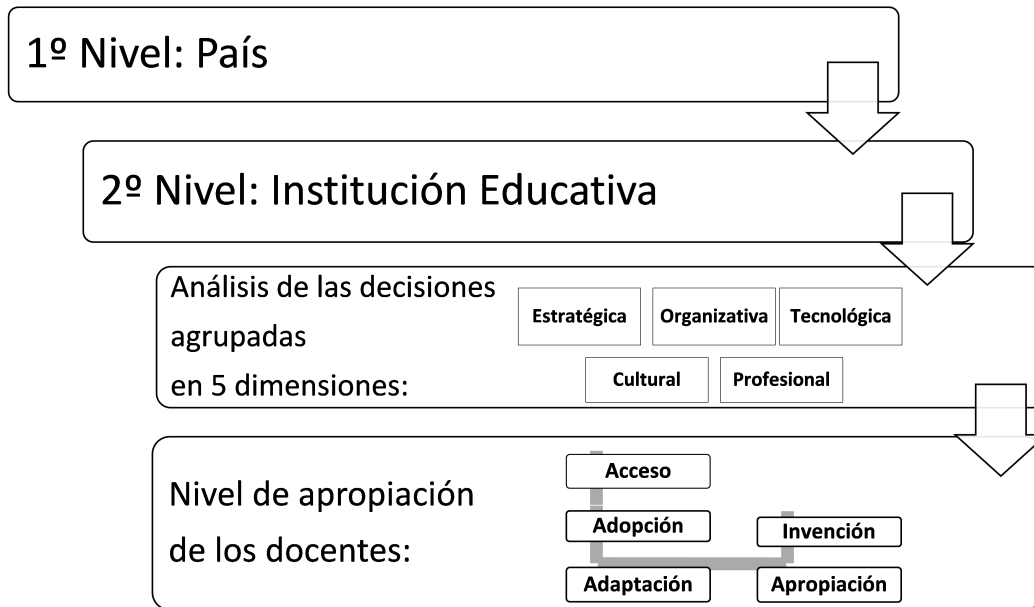 1º Nivel: País
2º Nivel: Institución Educativa
Análisis de las decisiones
agrupadas
en 5 dimensiones:
Estratégica
Organizativa
Tecnológica
Cultural
Profesional
Nivel de apropiación
de los docentes:
Acceso
Adopción
Adaptación
Apropiación
Invención